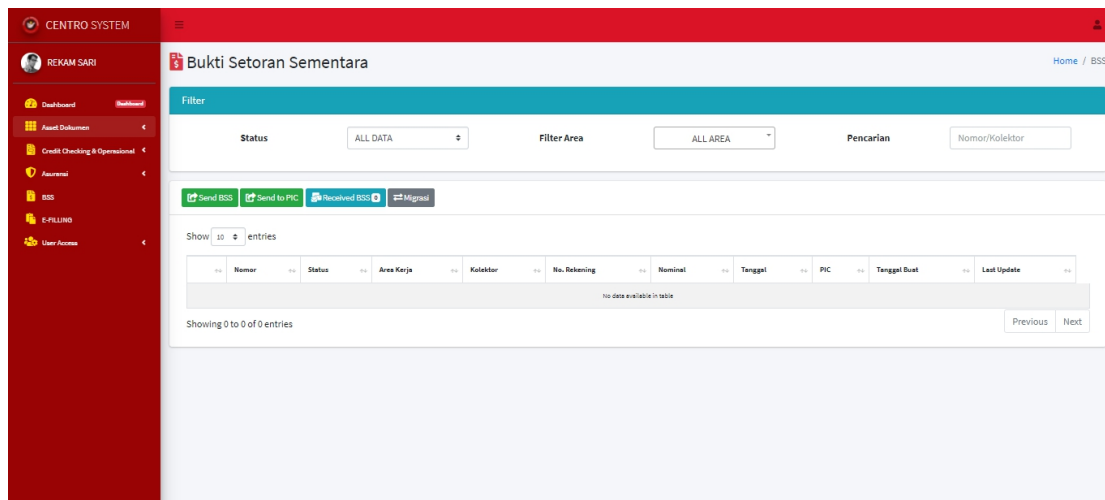 CENTRO SYSTEM
REKAM SARI
Dashboard Dashboard
Asset Dokumen
Credit Checking & Operasional
Asuransi
BSS
E-FILLING
User Access
Bukti Setoran Sementara
Home / BSS
Filter
Status ALL DATA Filter Area ALL AREA Pencarian Nomor/Kolektor
Send BSS Send to PIC Received BSS 0 Migrasi
Show 10 entries
Nomor Status Area Kerja Kolektor No. Rekening Nominal Tanggal PIC Tanggal Buat Last Update
No data available in table
Showing 0 to 0 of 0 entries
Previous Next